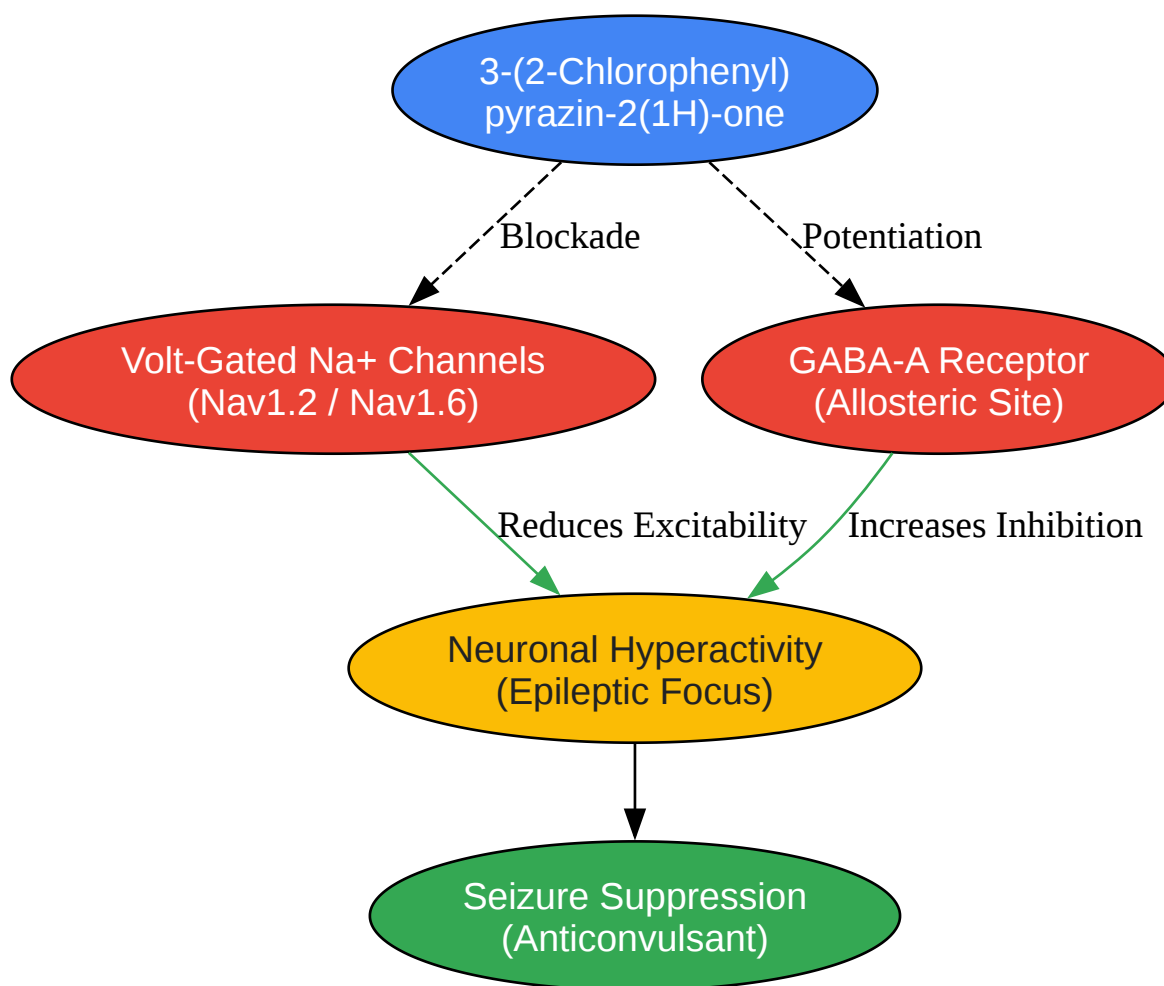 3-(2-Chlorophenyl)
pyrazin-2(1H)-one
Blockade
Potentiation
Volt-Gated Na+ Channels
(Nav1.2 / Nav1.6)
GABA-A Receptor
(Allosteric Site)
Reduces Excitability
Increases Inhibition
Neuronal Hyperactivity
(Epileptic Focus)
Seizure Suppression
(Anticonvulsant)